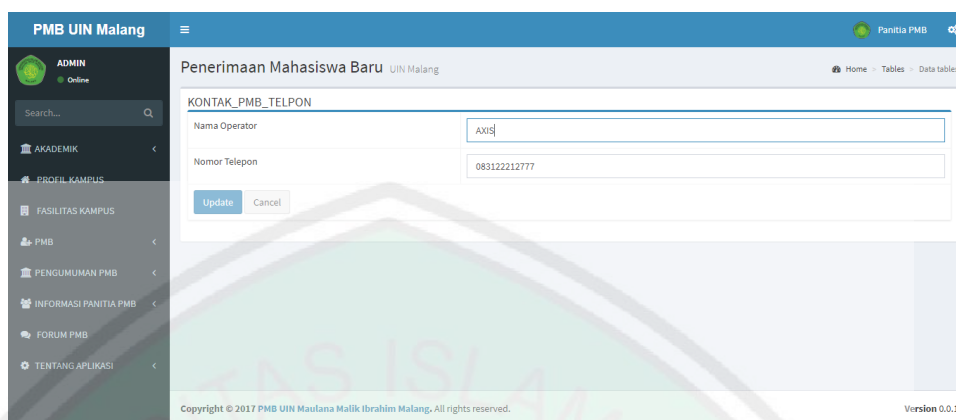 PMB UIN Malang
Panitia PMB
ADMIN
Online
Search...
AKADEMIK
PROFIL KAMPUS
FASILITAS KAMPUS
PMB
PENGUMUMAN PMB
INFORMASI PANITIA PMB
FORUM PMB
TENTANG APLIKASI
Penerimaan Mahasiswa Baru UIN Malang
Home > Tables > Data tables
KONTAK_PMB_TELPON
Nama Operator
AXIS
Nomor Telepon
083122212777
Update Cancel
TAS ISLAM
Copyright © 2017 PMB UIN Maulana Malik Ibrahim Malang. All rights reserved.
Version 0.0.1